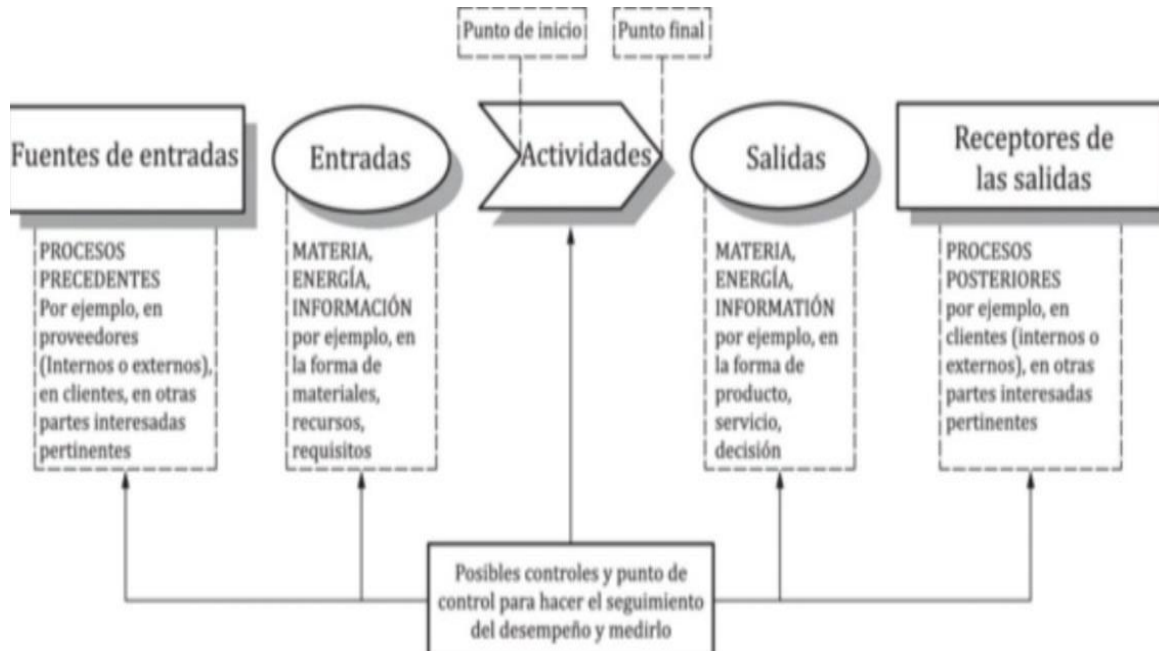 Punto de inicio
Punto final
Fuentes de entradas
Entradas
Actividades
Salidas
Receptores de
las salidas
PROCESOS
PRECEDENTES
Por ejemplo, en
proveedores
(Internos o externos),
en clientes, en otras
partes interesadas
pertinentes
MATERIA,
ENERGÍA,
INFORMACIÓN
por ejemplo, en
la forma de
materiales,
recursos,
requisitos
MATERIA,
ENERGÍA,
INFORMATIÓN
por ejemplo, en
la forma de
producto,
servicio,
decisión
PROCESOS
POSTERIORES
por ejemplo, en
clientes (internos o
externos), en otras
partes interesadas
pertinentes
Posibles controles y punto de
control para hacer el seguimiento
del desempeño y medirlo